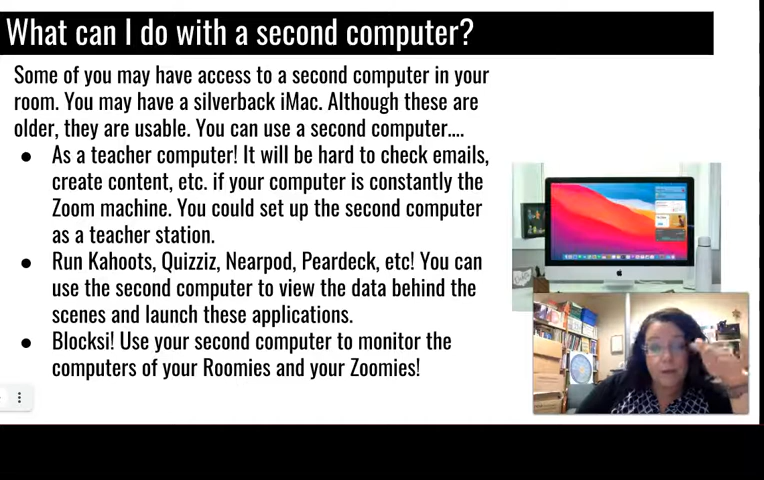 What can I do with a second computer?
Some of you may have access to a second computer in your
room. You may have a silverback iMac. Although these are
older, they are usable. You can use a second computer....
● As a teacher computer! It will be hard to check emails,
create content, etc. if your computer is constantly the
Zoom machine. You could set up the second computer
as a teacher station.
● Run Kahoots, Quizziz, Nearpod, Peardeck, etc! You can
use the second computer to view the data behind the
scenes and launch these applications.
● Blocksi! Use your second computer to monitor the
computers of your Roomies and your Zoomies!